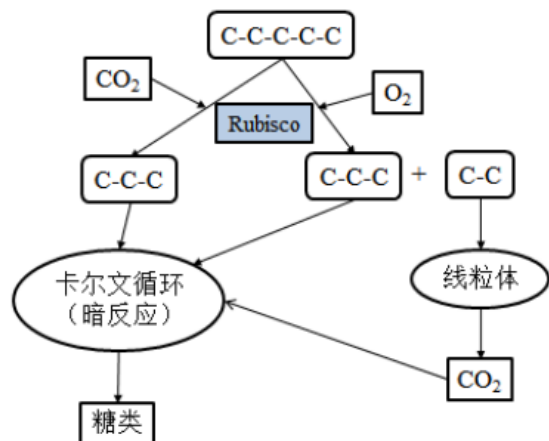 C-C-C-C-C
CO₂
O₂
Rubisco
C-C-C
C-C-C + C-C
卡尔文循环
（暗反应）
线粒体
CO₂
糖类